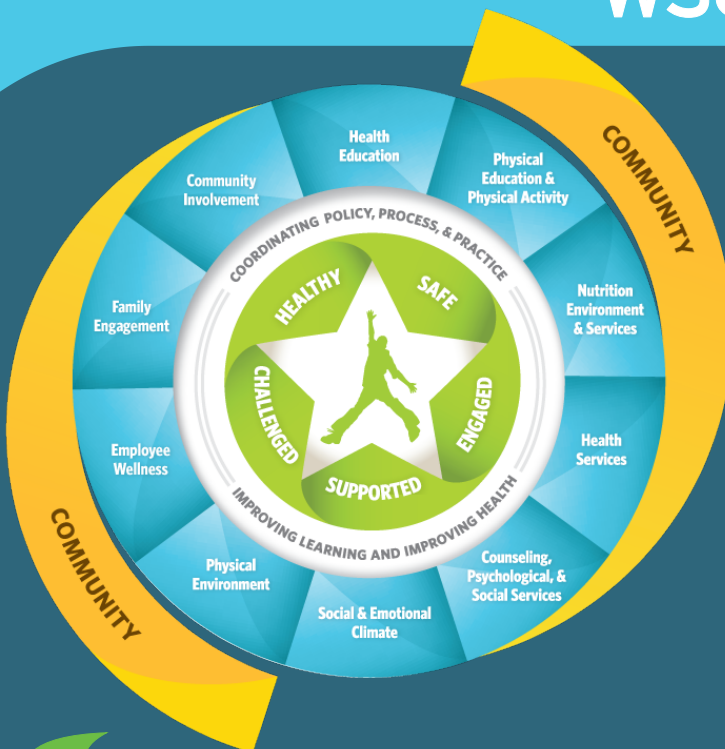 COMMUNITY
Health
Education
Physical
Education &
Physical Activity
Nutrition
Environment
& Services
Health
Services
Counseling,
Psychological, &
Social Services
Social & Emotional
Climate
Physical
Environment
Employee
Wellness
Family
Engagement
Community
Involvement
COORDINATING POLICY, PROCESS, & PRACTICE
IMPROVING LEARNING AND IMPROVING HEALTH
HEALTHY
SAFE
ENGAGED
SUPPORTED
CHALLENGED
COMMUNITY